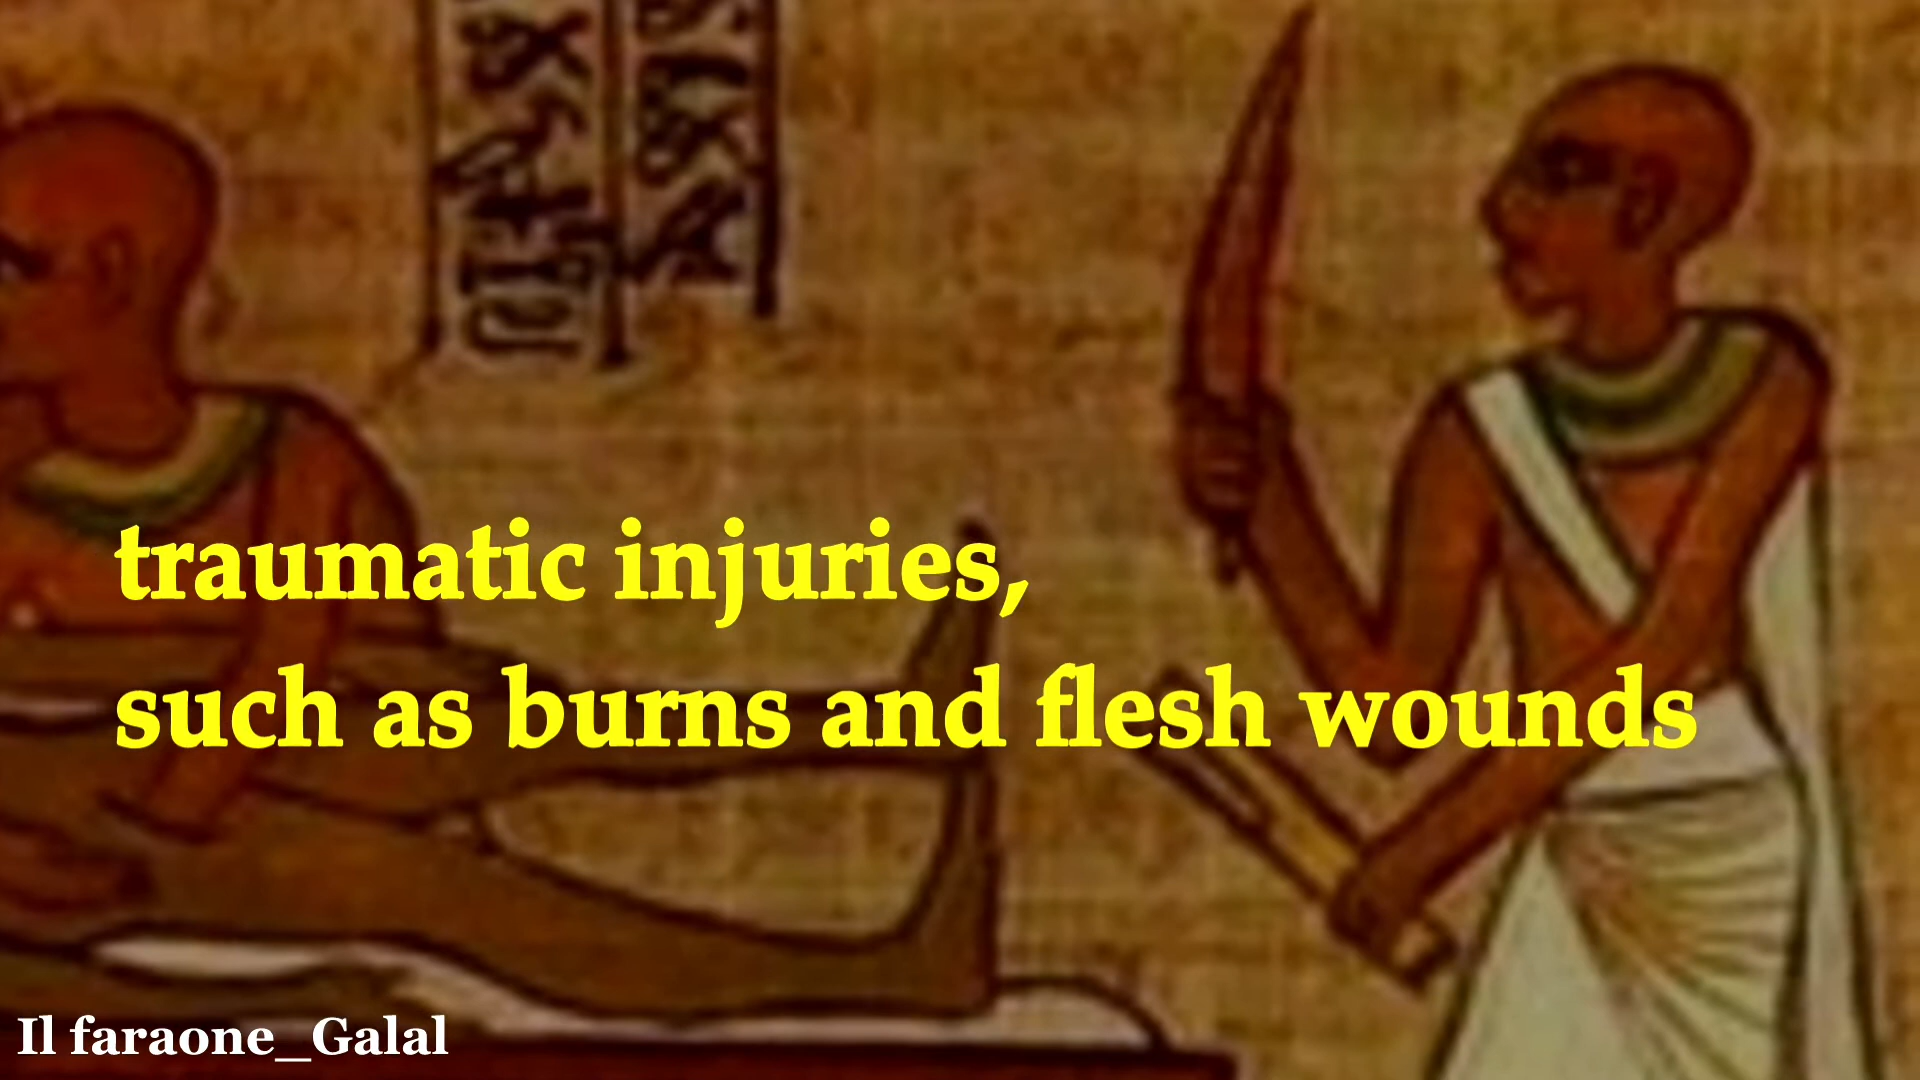 traumatic injuries,
such as burns and flesh wounds
Il faraone_Galal